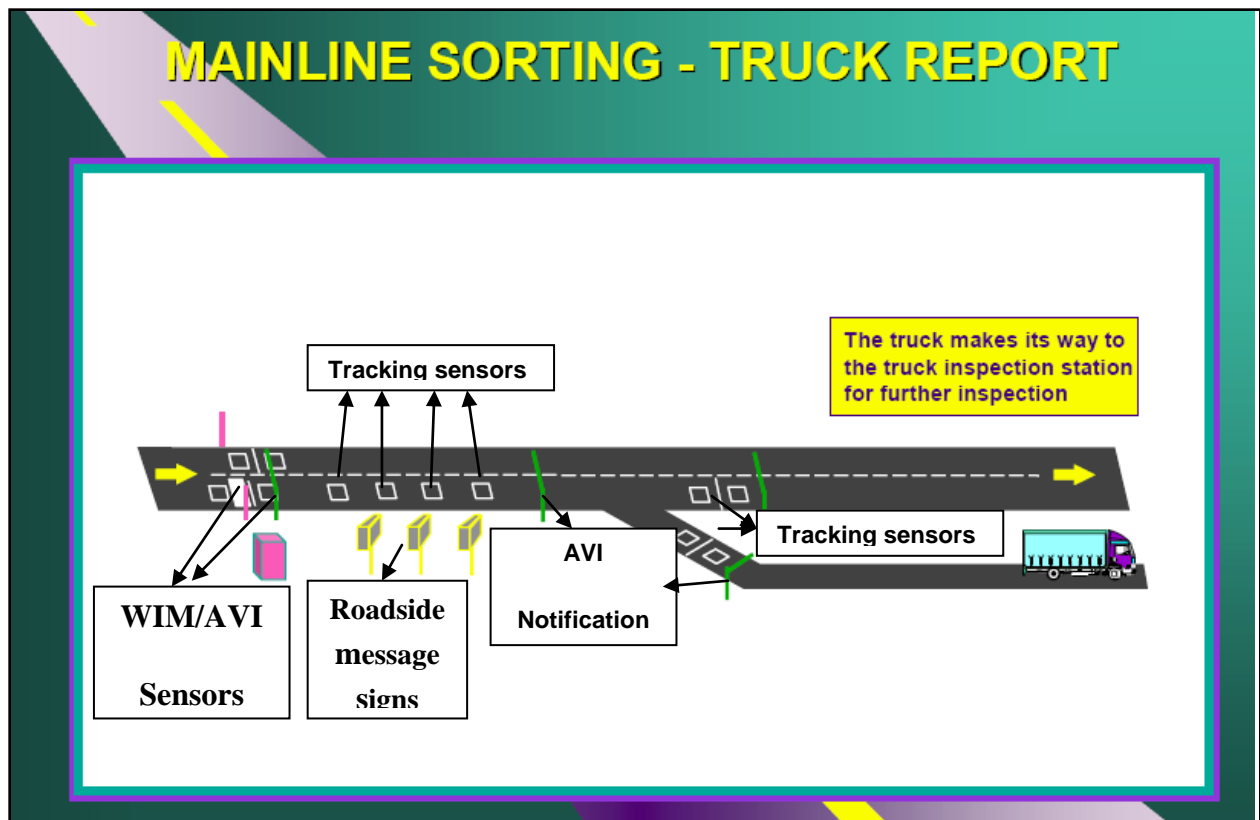 MAINLINE SORTING - TRUCK REPORT
The truck makes its way to
the truck inspection station
for further inspection
Tracking sensors
Tracking sensors
AVI
Notification
WIM/AVI
Sensors
Roadside
message
signs